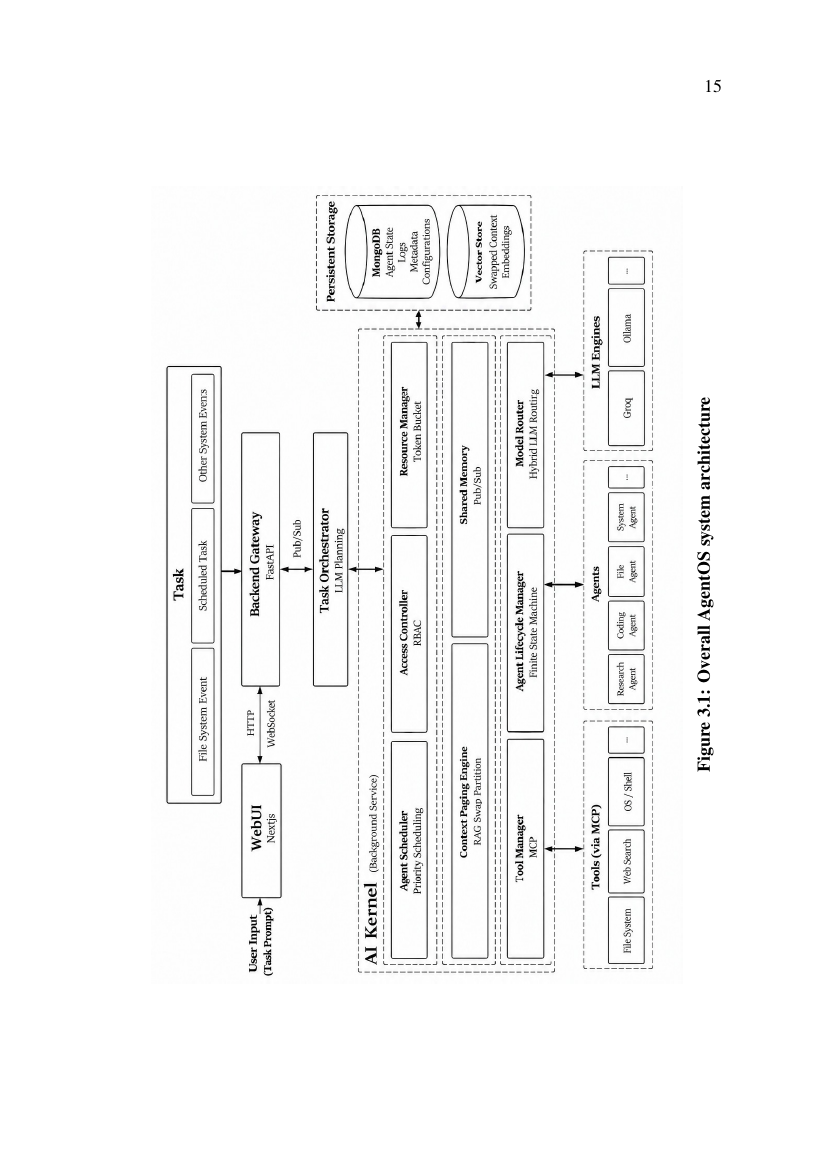 15
Task
File System Event
Scheduled Task
Other System Events
User Input
(Task Prompt)
WebUI
Nextjs
HTTP
WebSocket
Backend Gateway
FastAPI
Pub/Sub
Task Orchestrator
LLM Planning
Persistent Storage
MongoDB
Agent State
Logs
Metadata
Configurations
Vector Store
Swapped Context
Embeddings
AI Kernel (Background Service)
Agent Scheduler
Priority Scheduling
Access Controller
RBAC
Resource Manager
Token Bucket
Context Paging Engine
RAG Swap Partition
Shared Memory
Pub/Sub
Tool Manager
MCP
Agent Lifecycle Manager
Finite State Machine
Model Router
Hybrid LLM Routing
Tools (via MCP)
File System
Web Search
OS / Shell
...
Agents
Research
Agent
Coding
Agent
File
Agent
System
Agent
...
LLM Engines
Groq
Ollama
...
Figure 3.1: Overall AgentOS system architecture